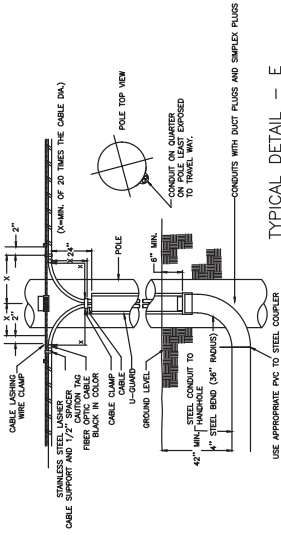 CABLE LASHING
WIRE CLAMP
2"
X
X
2"
STAINLESS STEEL LASHER
CABLE SUPPORT AND 1/2" SPACER
CAUTION TAG
FIBER OPTIC CABLE
BLACK IN COLOR
X
X
X 24"
(X=MIN. OF 20 TIMES THE CABLE DIA.)
CABLE CLAMP
CABLE
U-GUARD
POLE
POLE TOP VIEW
CONDUIT ON QUARTER
ON POLE LEAST EXPOSED
TO TRAVEL WAY.
GROUND LEVEL
6" MIN.
STEEL CONDUIT TO
HANDHOLE
42" MIN.
4" STEEL BEND (36" RADIUS)
CONDUITS WITH DUCT PLUGS AND SIMPLEX PLUGS
USE APPROPRIATE PVC TO STEEL COUPLER
TYPICAL DETAIL - E